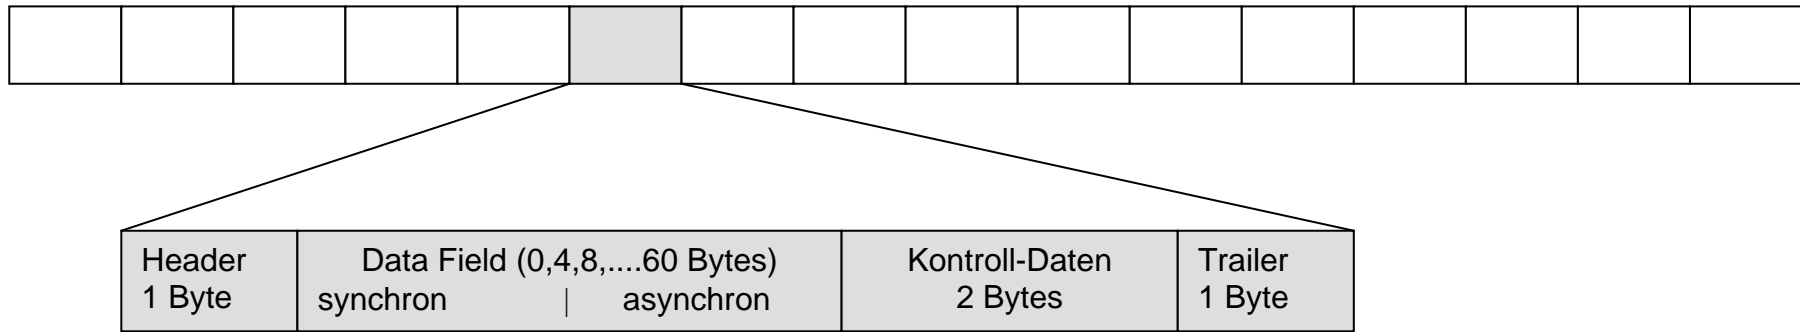 Header
1 Byte
Data Field (0,4,8,....60 Bytes)
synchron | asynchron
Kontroll-Daten
2 Bytes
Trailer
1 Byte